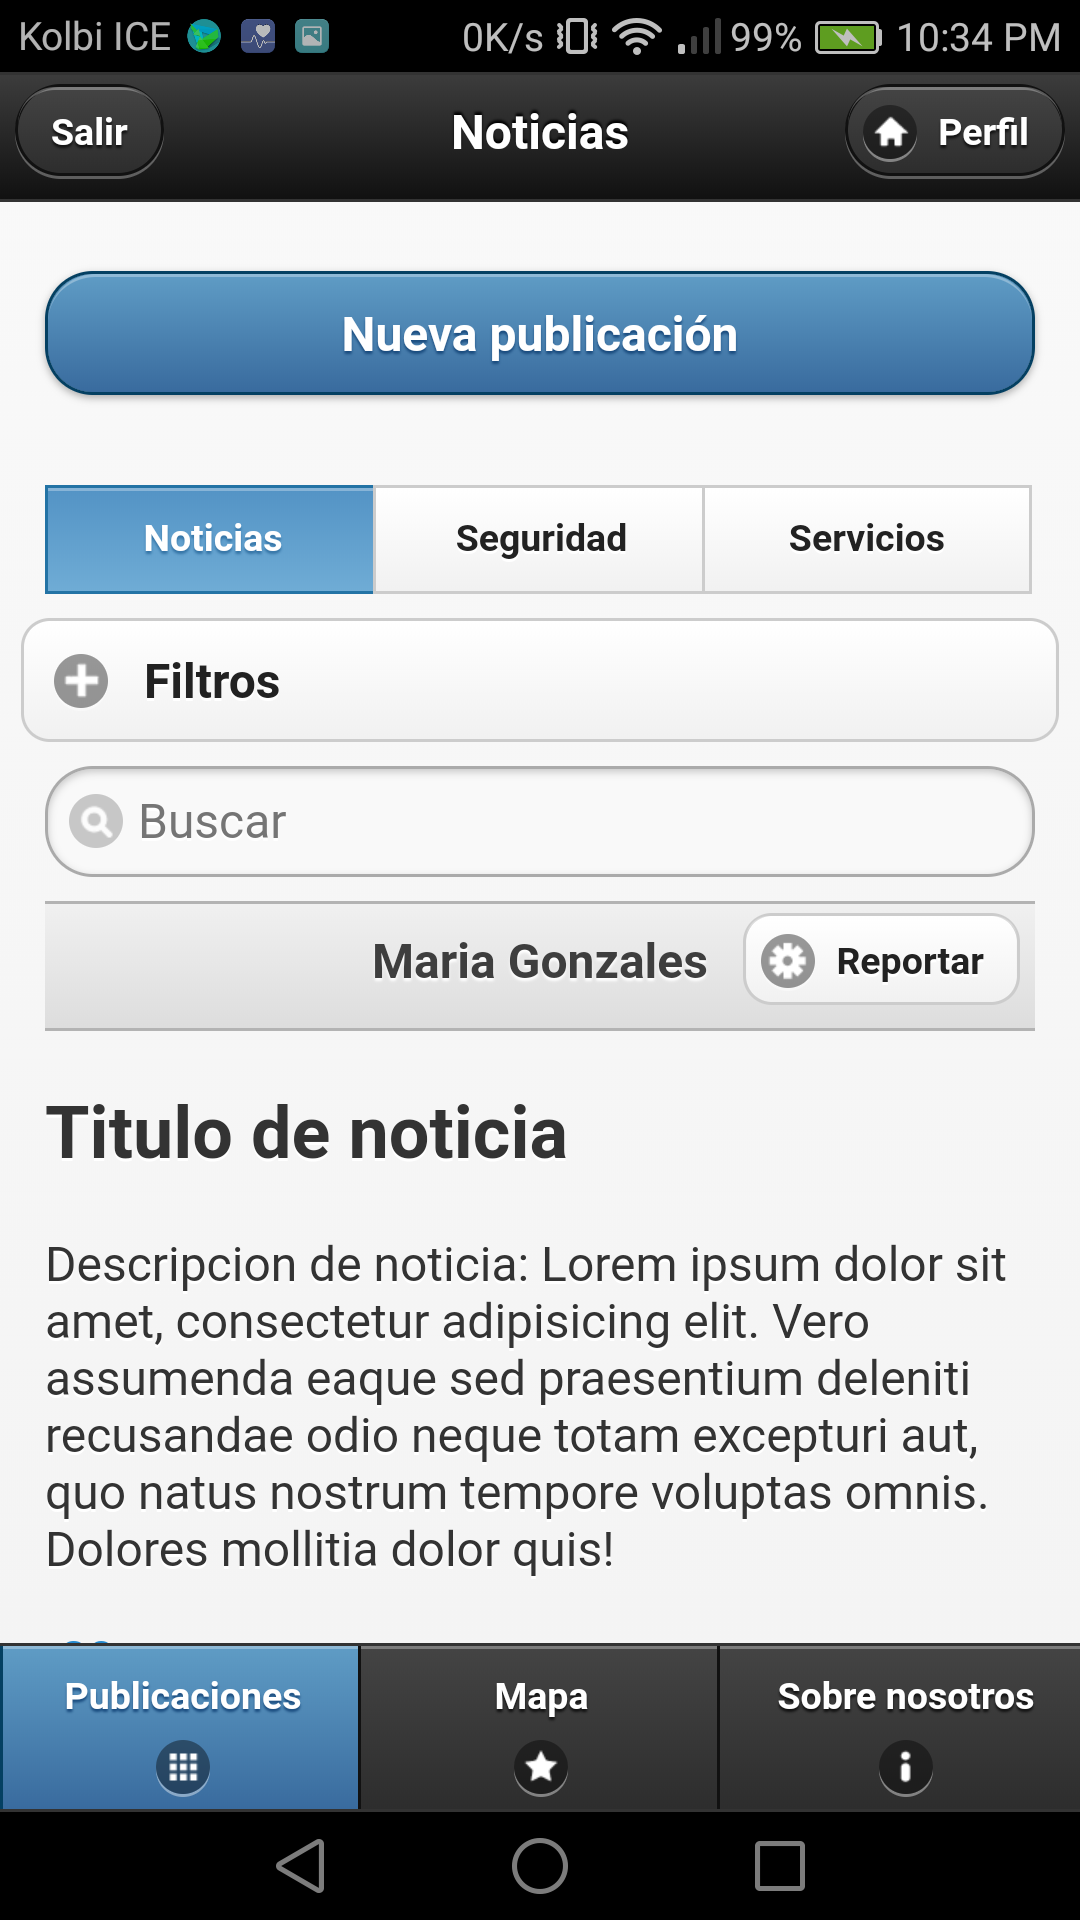 Kolbi ICE 0K/s 99% 10:34 PM
Salir Noticias Perfil
Nueva publicación
Noticias Seguridad Servicios
Filtros
Buscar
Maria Gonzales Reportar
Titulo de noticia
Descripcion de noticia: Lorem ipsum dolor sit
amet, consectetur adipisicing elit. Vero
assumenda eaque sed praesentium deleniti
recusandae odio neque totam excepturi aut,
quo natus nostrum tempore voluptas omnis.
Dolores mollitia dolor quis!
Publicaciones Mapa Sobre nosotros